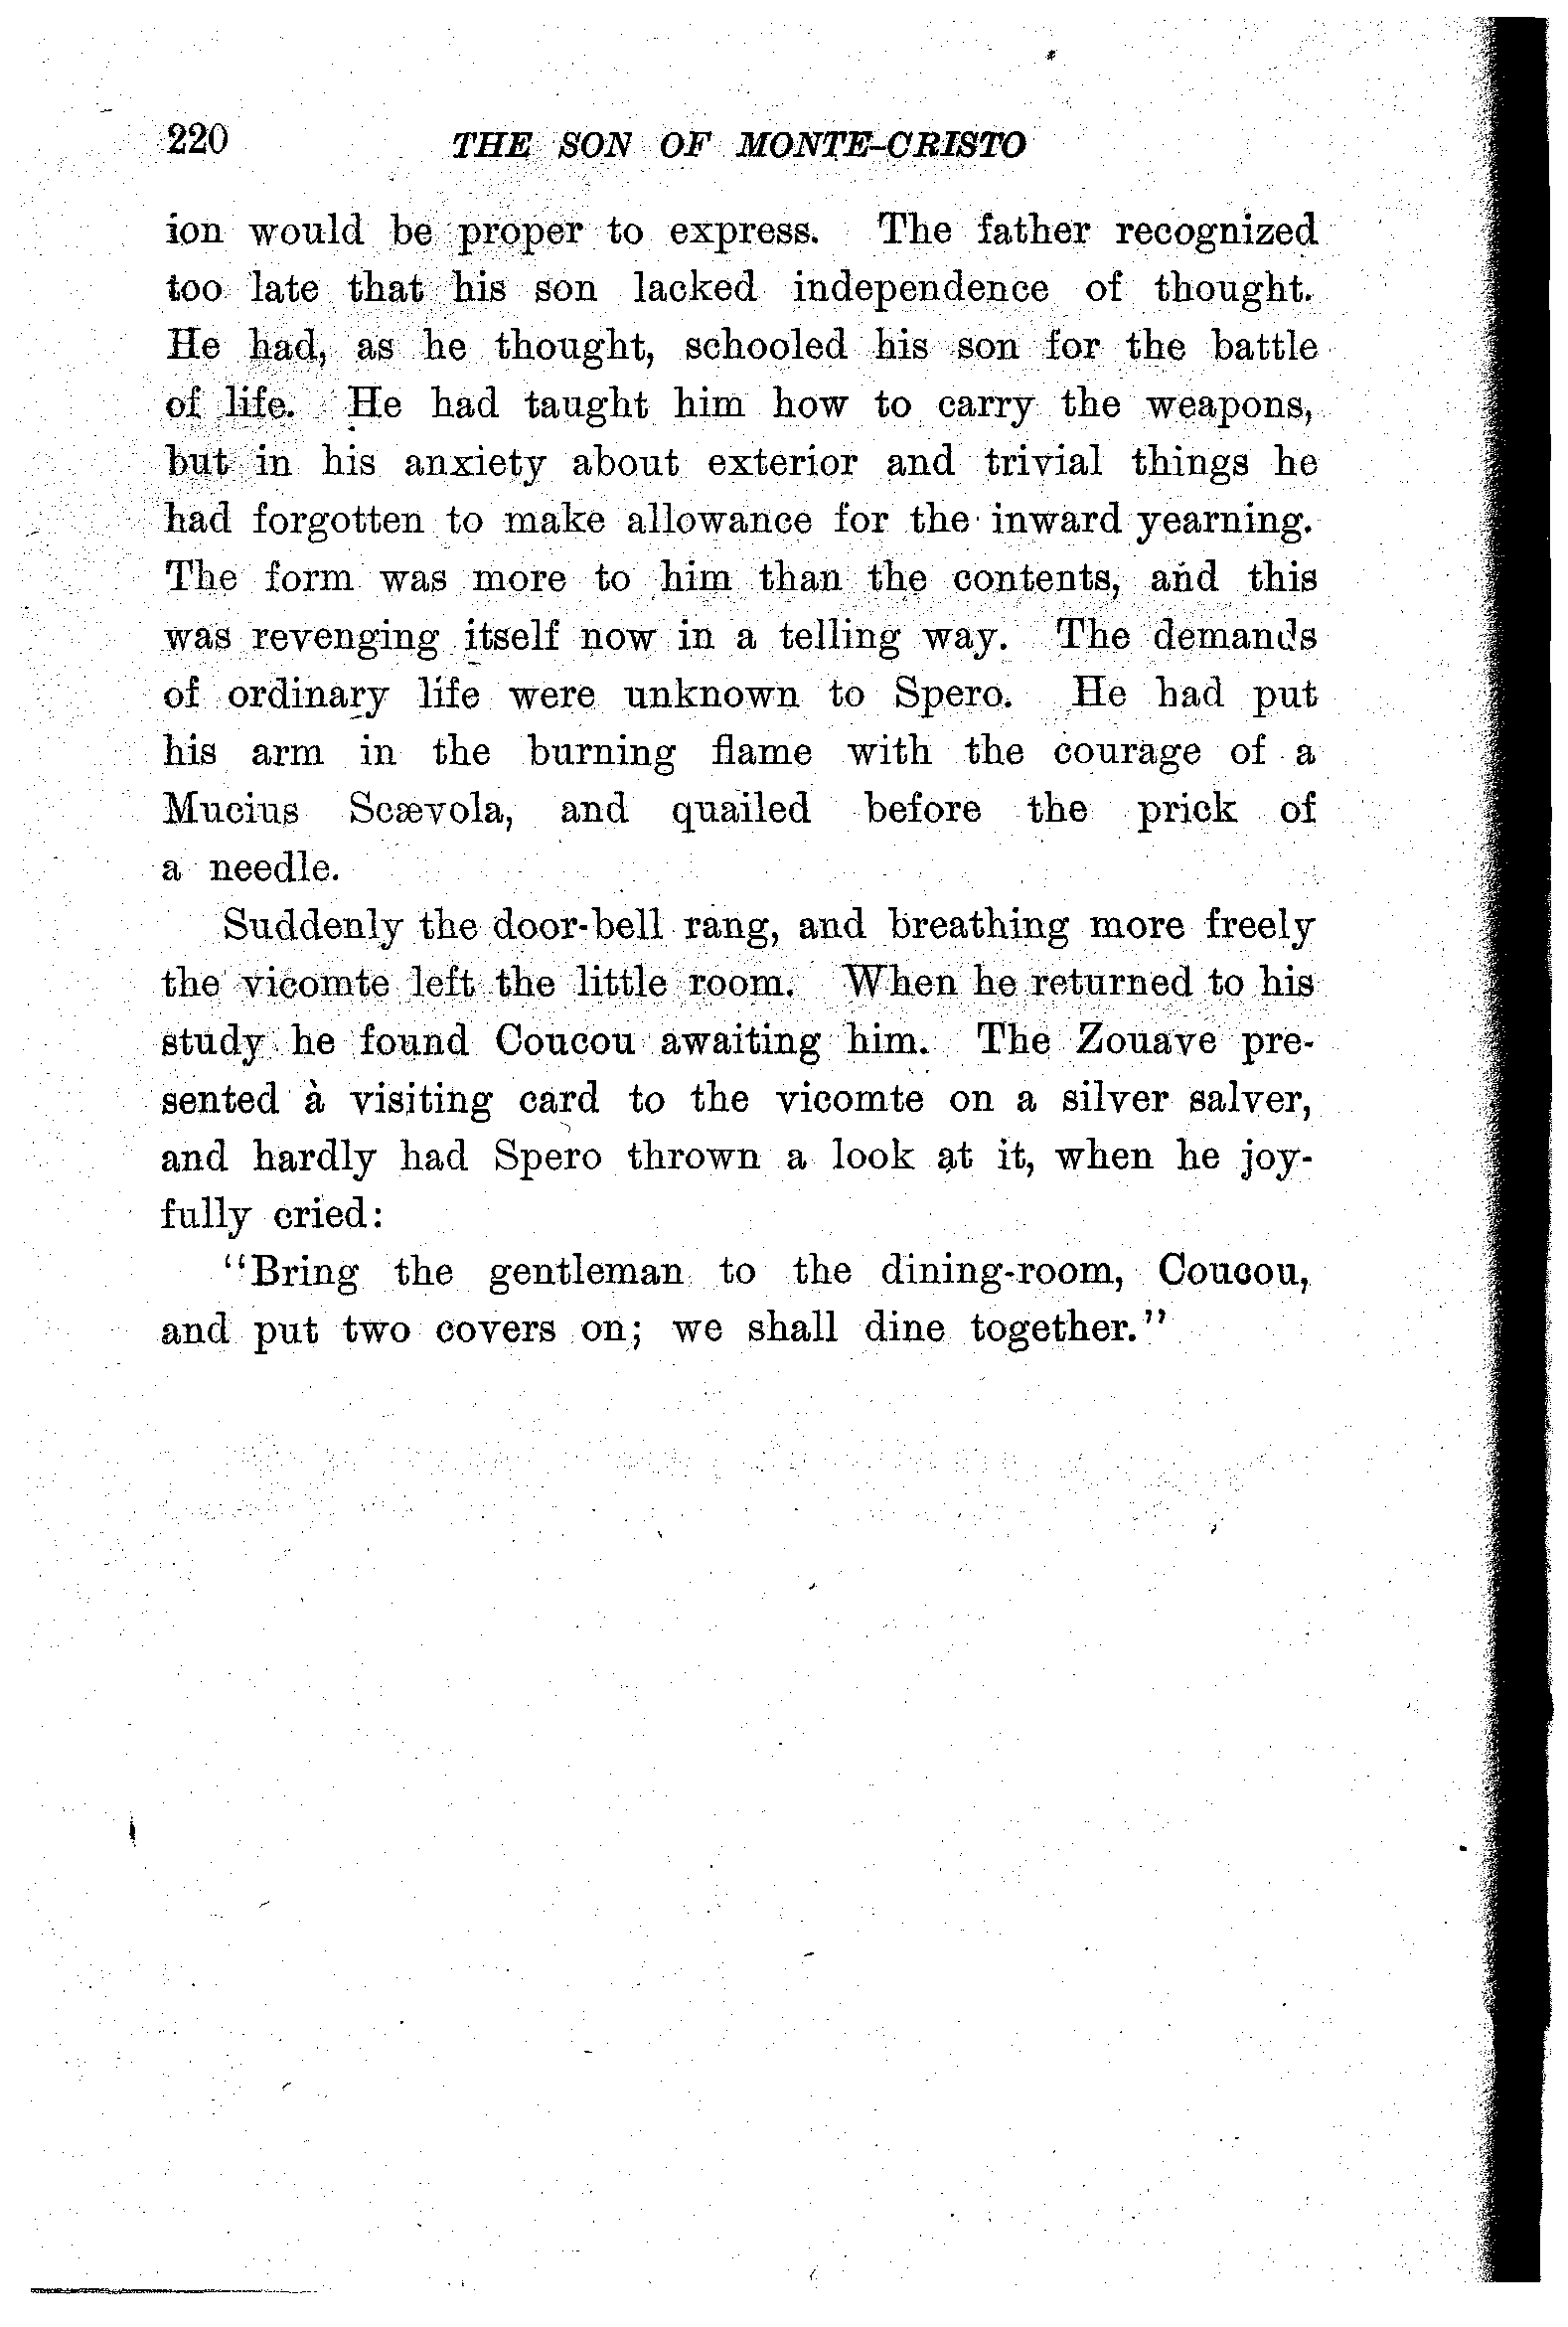 220 THE SON OF MONTE-CRISTO
ion would be proper to express. The father recognized
too late that his son lacked independence of thought.
He had, as he thought, schooled his son for the battle
of life. He had taught him how to carry the weapons,
but in his anxiety about exterior and trivial things he
had forgotten to make allowance for the inward yearning.
The form was more to him than the contents, and this
was revenging itself now in a telling way. The demands
of ordinary life were unknown to Spero. He had put
his arm in the burning flame with the courage of a
Mucius Scævola, and quailed before the prick of
a needle.
Suddenly the door-bell rang, and breathing more freely
the vicomte left the little room. When he returned to his
study he found Coucou awaiting him. The Zouave pre-
sented à visiting card to the vicomte on a silver salver,
and hardly had Spero thrown a look at it, when he joy-
fully cried:
"Bring the gentleman to the dining-room, Coucou,
and put two covers on; we shall dine together."